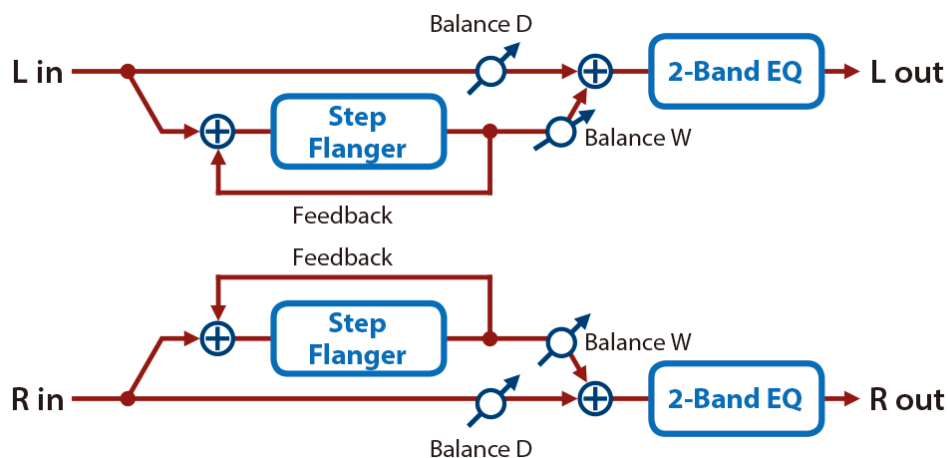 Balance D
L in
2-Band EQ
L out
Step
Flanger
Balance W
Feedback
Feedback
Step
Flanger
Balance W
R in
2-Band EQ
R out
Balance D